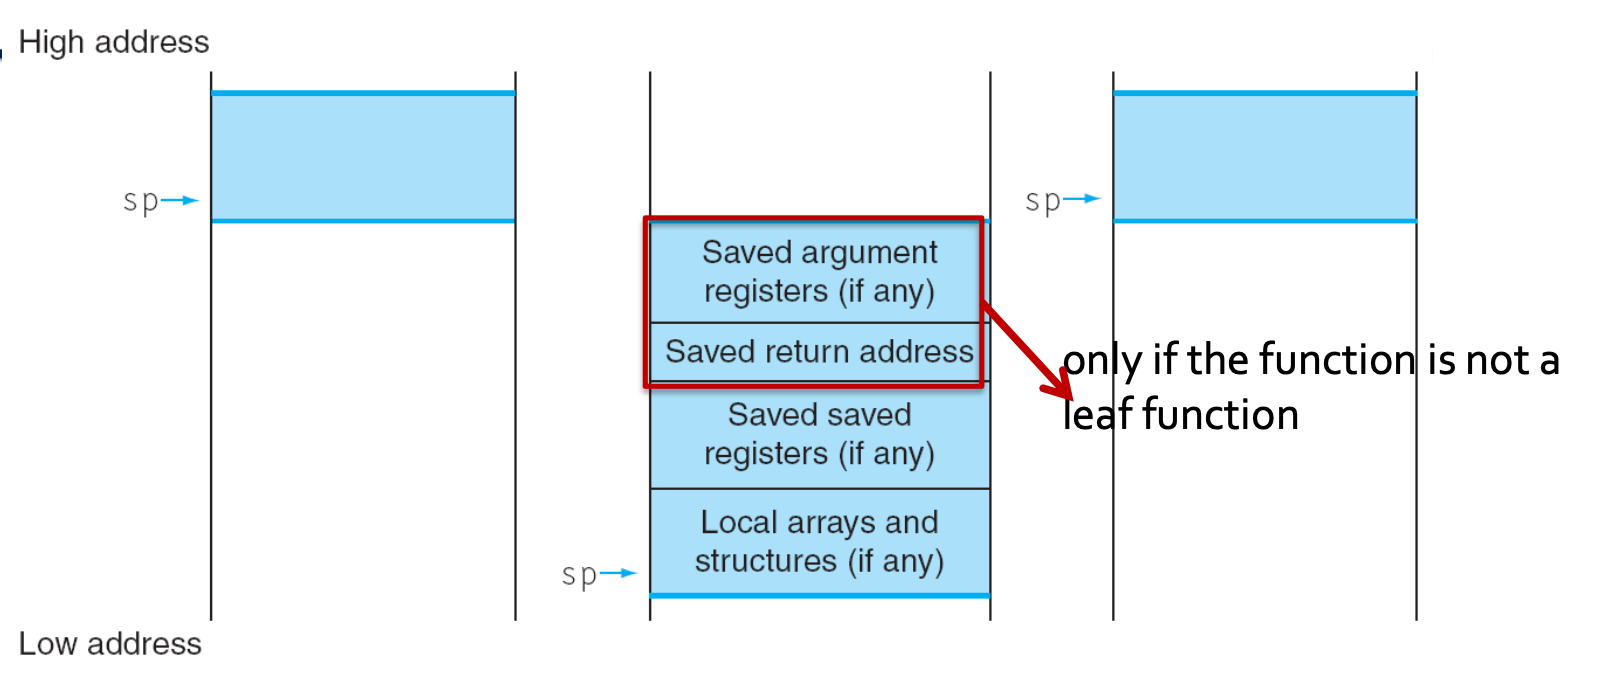 High address
sp
sp
Saved argument
registers (if any)
Saved return address
only if the function is not a
leaf function
Saved saved
registers (if any)
Local arrays and
structures (if any)
sp
Low address